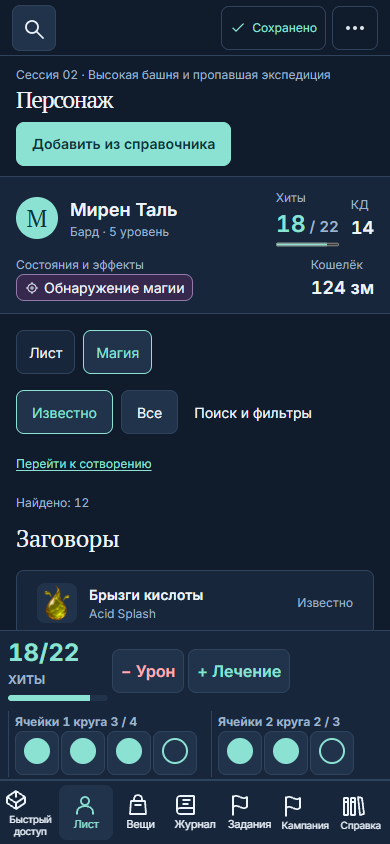 Сохранено
Сессия 02 · Высокая башня и пропавшая экспедиция
Персонаж
Добавить из справочника
М
Мирен Таль
Бард · 5 уровень
Хиты
18 / 22
КД
14
Состояния и эффекты
Обнаружение магии
Кошелёк
124 зм
Лист
Магия
Известно
Все
Поиск и фильтры
Перейти к сотворению
Найдено: 12
Заговоры
Брызги кислоты
Acid Splash
Известно
18/22
ХИТЫ
− Урон
+ Лечение
Ячейки 1 круга 3 / 4
Ячейки 2 круга 2 / 3
Быстрый
доступ
Лист
Вещи
Журнал
Задания
Кампания
Справка